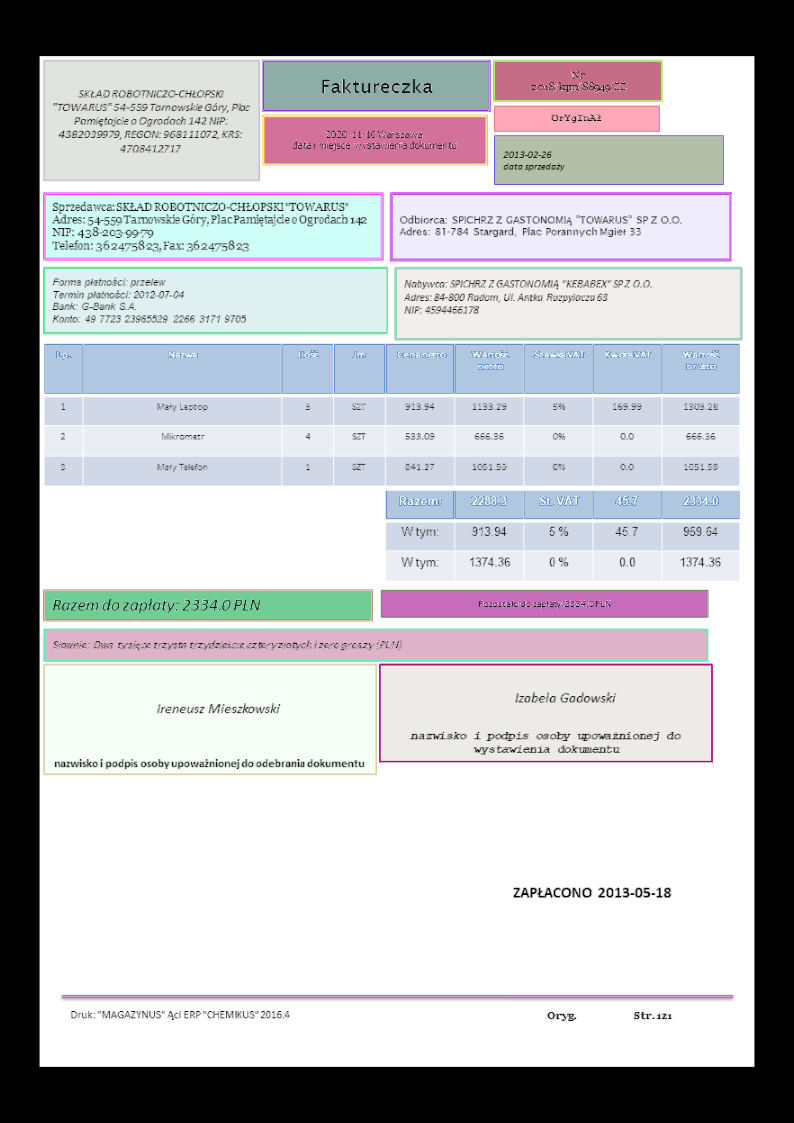 SKŁAD ROBOTNICZO-CHŁOPSKI
"TOWARUS" 54-559 Tarnowskie Góry, Plac
Pamiętajcie o Ogrodach 142 NIP:
4382039979, REGON: 968111072, KRS:
4708412717
Faktureczka
2020-11-10 Warszawa
data i miejsce wystawienia dokumentu
Nr
2018/kpn/88949/ZZ
OrYgInAł
2013-02-26
data sprzedaży
Sprzedawca: SKŁAD ROBOTNICZO-CHŁOPSKI "TOWARUS"
Adres: 54-559 Tarnowskie Góry, Plac Pamiętajcie o Ogrodach 142
NIP: 438-203-99-79
Telefon: 362475823, Fax: 362475823
Odbiorca: SPICHRZ Z GASTONOMIĄ "TOWARUS" SP Z O.O.
Adres: 81-784 Stargard, Plac Porannych Mgieł 33
Forma płatności: przelew
Termin płatności: 2012-07-04
Bank: G-Bank S.A.
Konto: 49 7723 23965529 2266 3171 9705
Nabywca: SPICHRZ Z GASTONOMIĄ "KEBABEX" SP Z O.O.
Adres: 84-800 Radom, Ul. Antka Rozpylacza 63
NIP: 4594466178
Lp. Nazwa Ilość Jm Cena netto Wartość netto Stawka VAT Kwota VAT Wartość brutto
1 Mały Laptop 3 SZT 913.94 1133.29 5% 169.99 1303.28
2 Mikrometr 4 SZT 533.09 666.36 0% 0.0 666.36
3 Mały Telefon 1 SZT 841.27 1051.59 0% 0.0 1051.59
Razem: 2288.3 St. VAT 45.7 2334.0
W tym: 913.94 5 % 45.7 959.64
W tym: 1374.36 0 % 0.0 1374.36
Razem do zapłaty: 2334.0 PLN
Pozostało do zapłaty: 2334.0 PLN
Słownie: Dwa tysiące trzysta trzydzieście cztery złotych i zero groszy (PLN)
Ireneusz Mieszkowski
nazwisko i podpis osoby upoważnionej do odebrania dokumentu
Izabela Gadowski
nazwisko i podpis osoby upoważnionej do
wystawienia dokumentu
ZAPŁACONO 2013-05-18
Druk: "MAGAZYNUS" Ącl ERP "CHEMIKUS" 2016.4
Oryg. Str. 1z1